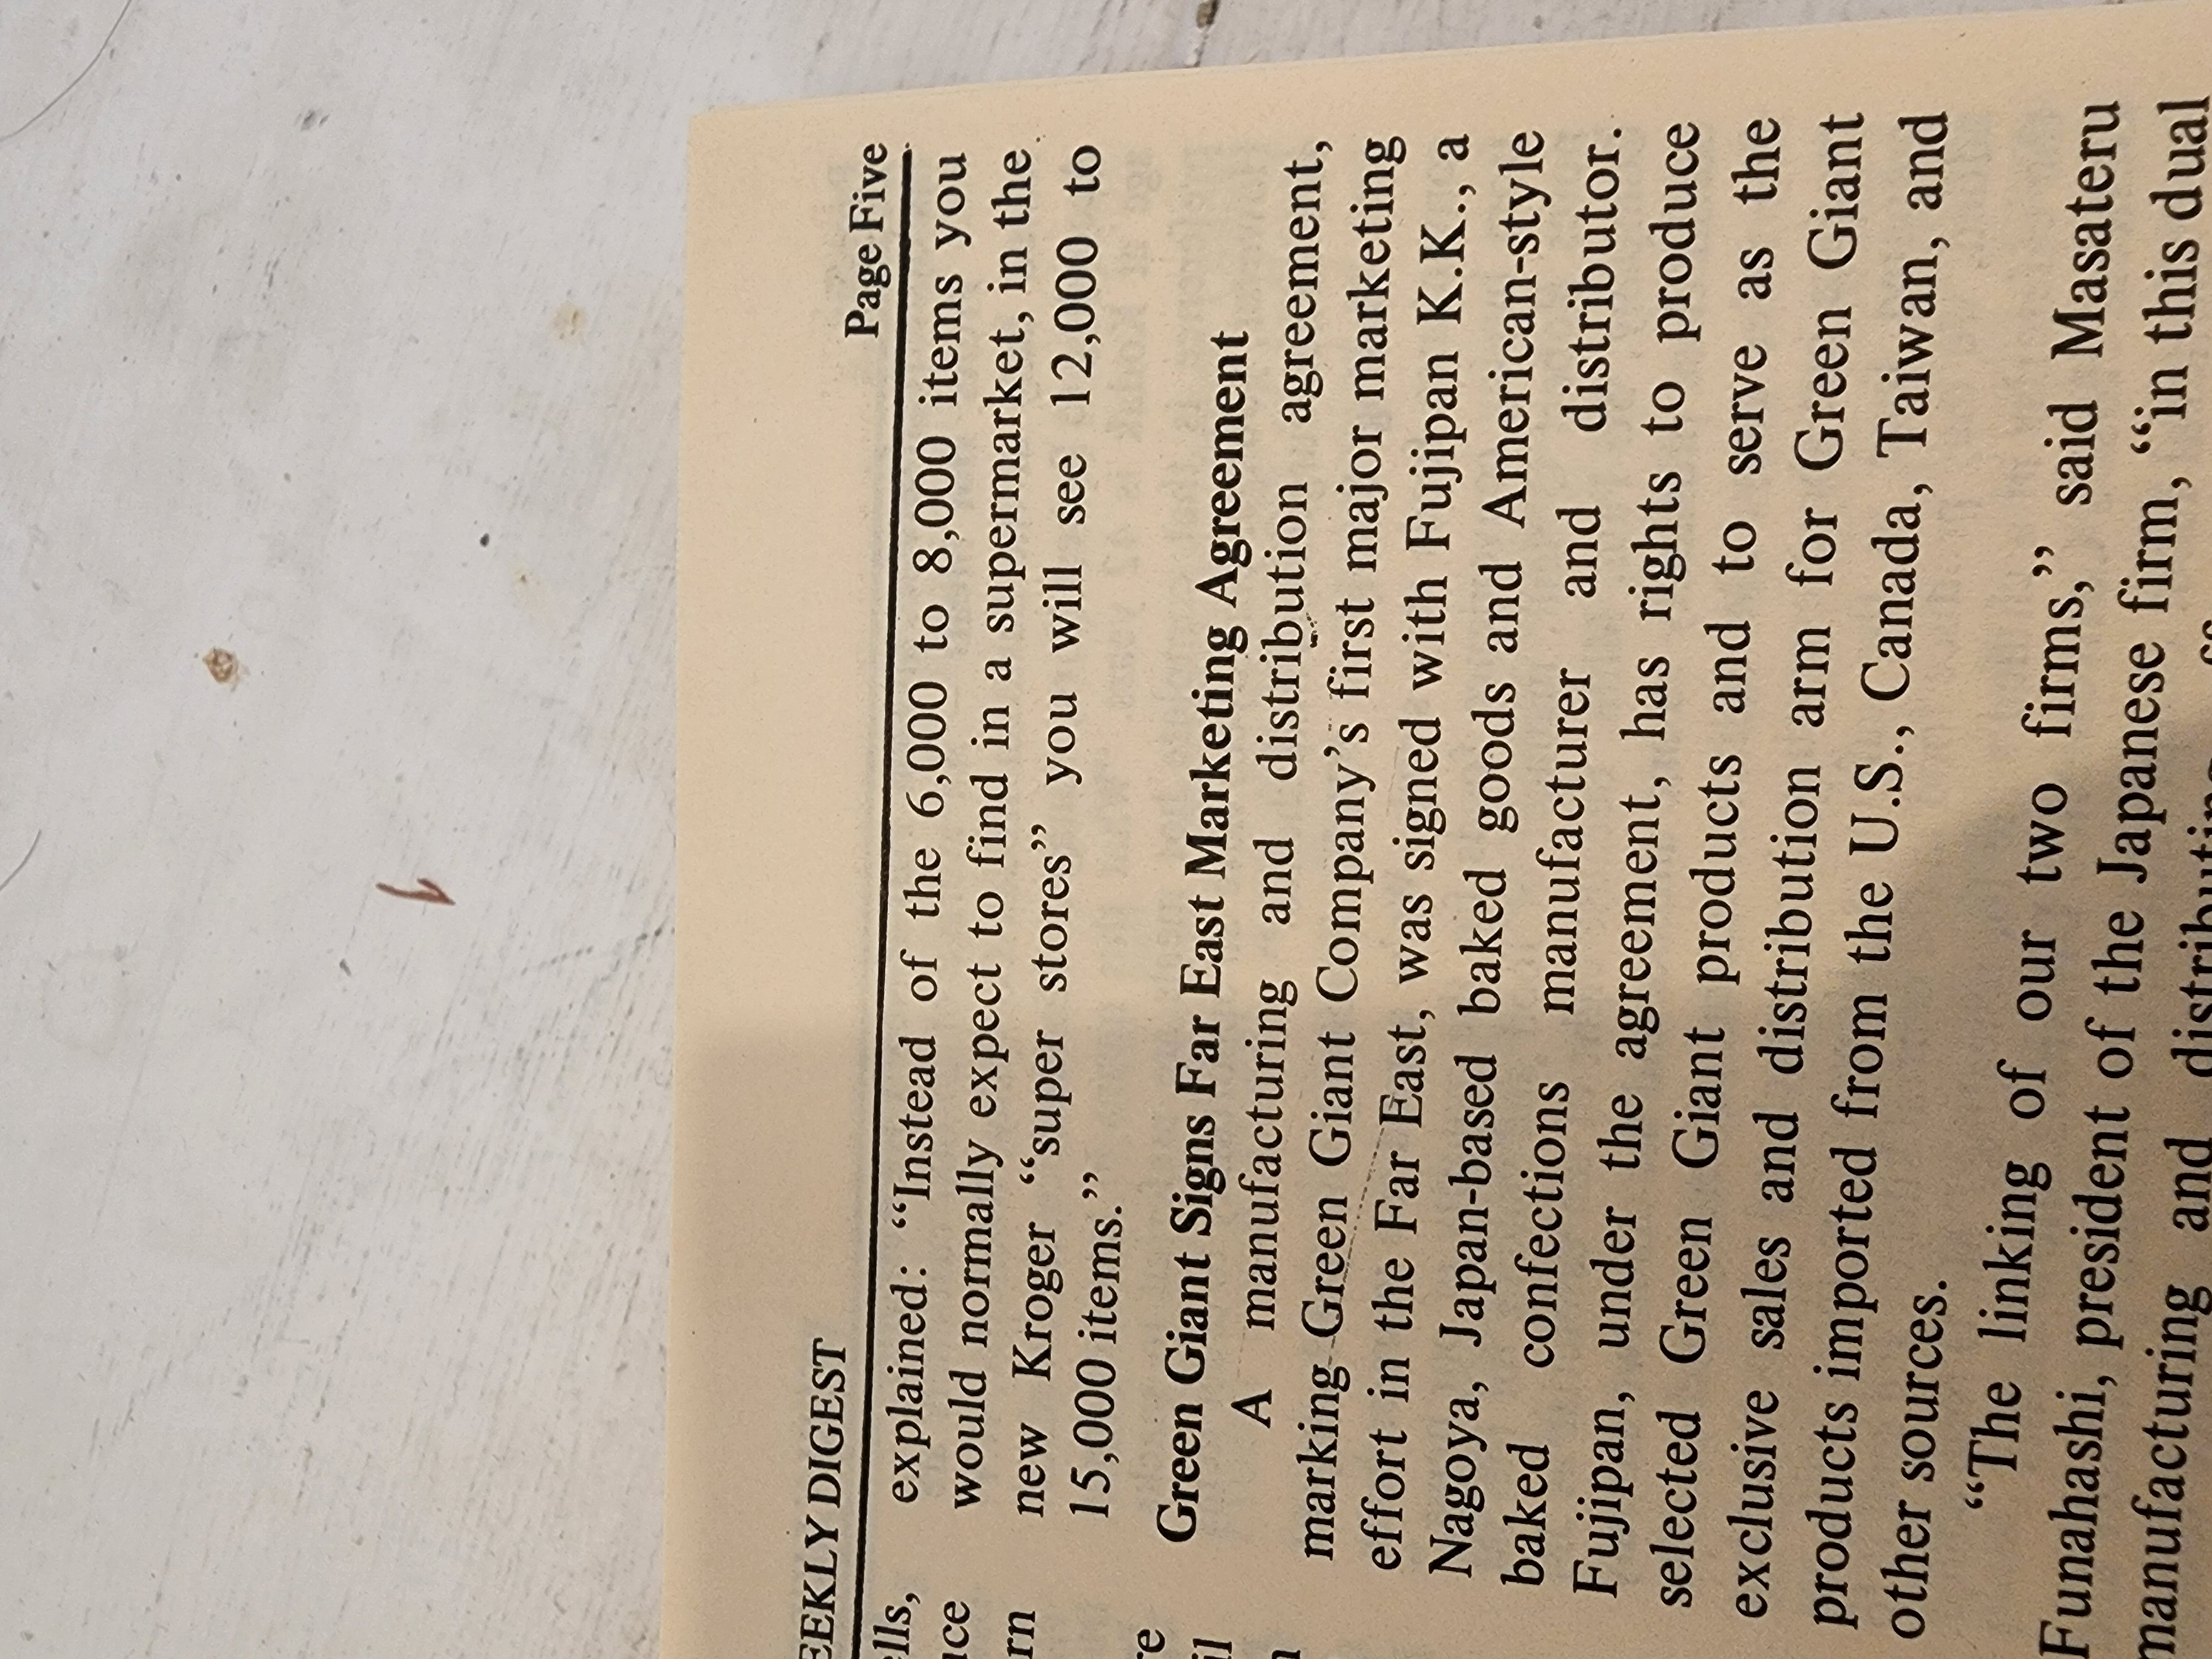 WEEKLY DIGEST
Page Five
explained: “Instead of the 6,000 to 8,000 items you
would normally expect to find in a supermarket, in the
new Kroger “super stores” you will see 12,000 to
15,000 items.”
Green Giant Signs Far East Marketing Agreement
A manufacturing and distribution agreement,
marking Green Giant Company’s first major marketing
effort in the Far East, was signed with Fujipan K.K., a
Nagoya, Japan-based baked goods and American-style
baked confections manufacturer and distributor.
Fujipan, under the agreement, has rights to produce
selected Green Giant products and to serve as the
exclusive sales and distribution arm for Green Giant
products imported from the U.S., Canada, Taiwan, and
other sources.
“The linking of our two firms,” said Masateru
Funahashi, president of the Japanese firm, “in this dual
manufacturing and distributing